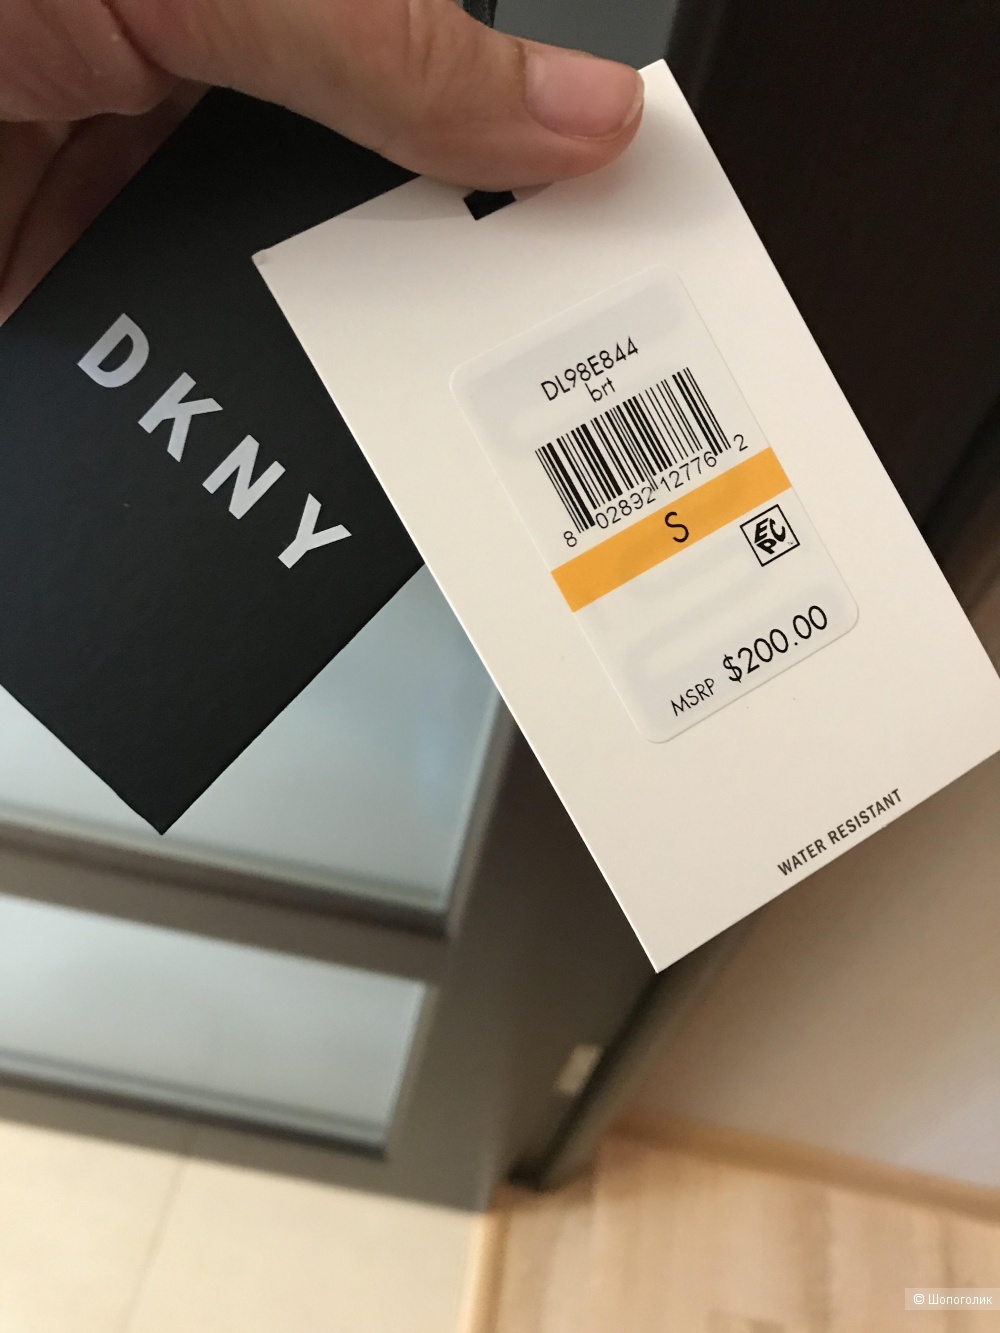 DKNY
DL98E844
brt
8 02892 12776 2
S
EPC
MSRP $200.00
WATER RESISTANT
© Шопоголик